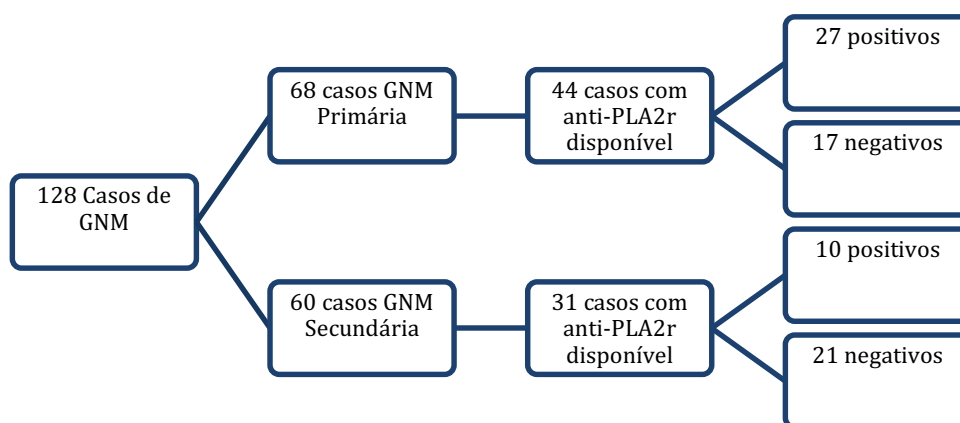 128 Casos de
GNM
68 casos GNM
Primária
44 casos com
anti-PLA2r
disponível
27 positivos
17 negativos
60 casos GNM
Secundária
31 casos com
anti-PLA2r
disponível
10 positivos
21 negativos